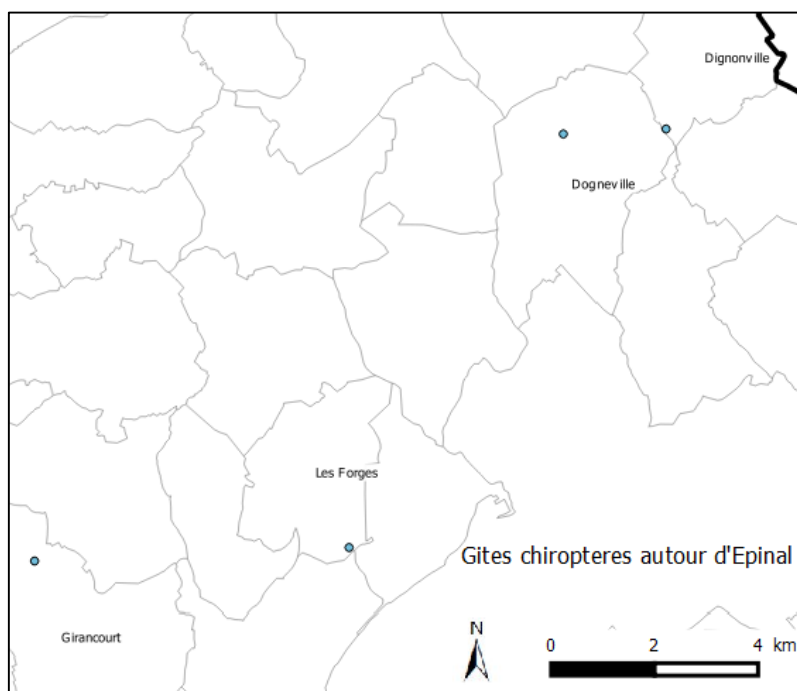 Dignonville
Dogneville
Les Forges
Gites chiropteres autour d'Epinal
Girancourt
N
0 2 4 km